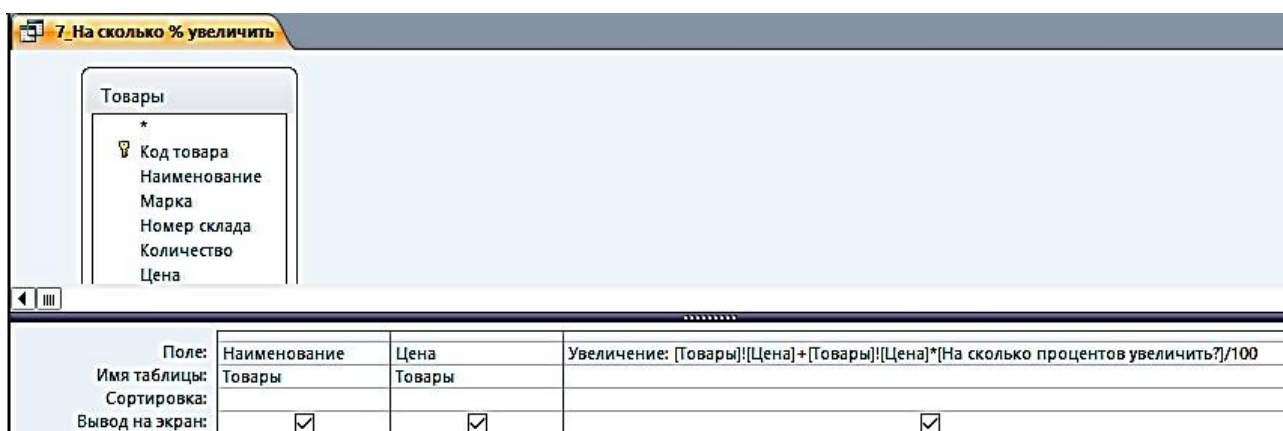 7_На сколько % увеличить
Товары
*
Код товара
Наименование
Марка
Номер склада
Количество
Цена
Поле: Наименование Цена Увеличение: [Товары]![Цена]+[Товары]![Цена]*[На сколько процентов увеличить?]/100
Имя таблицы: Товары Товары
Сортировка:
Вывод на экран: